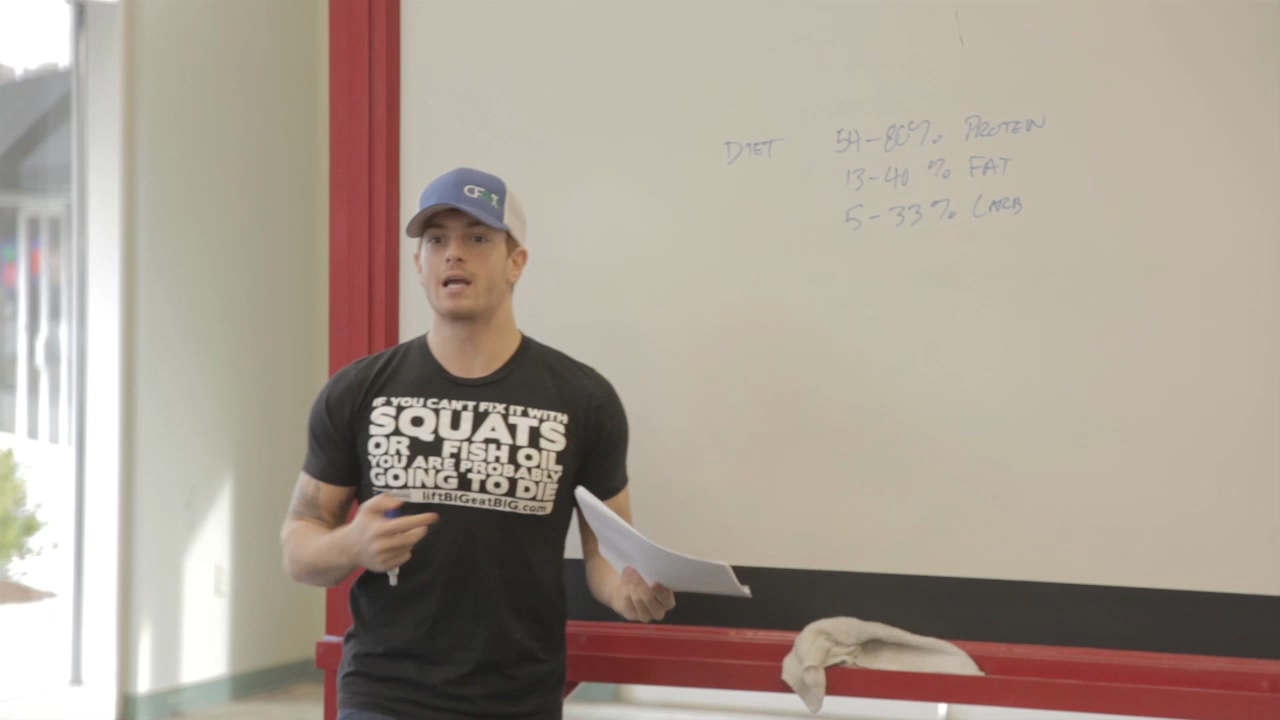 DIET 54-80% PROTEIN
13-40 % FAT
5-33% CARB
IF YOU CAN'T FIX IT WITH
SQUATS
OR FISH OIL
YOU ARE PROBABLY
GOING TO DIE
liftBIGeatBIG.com